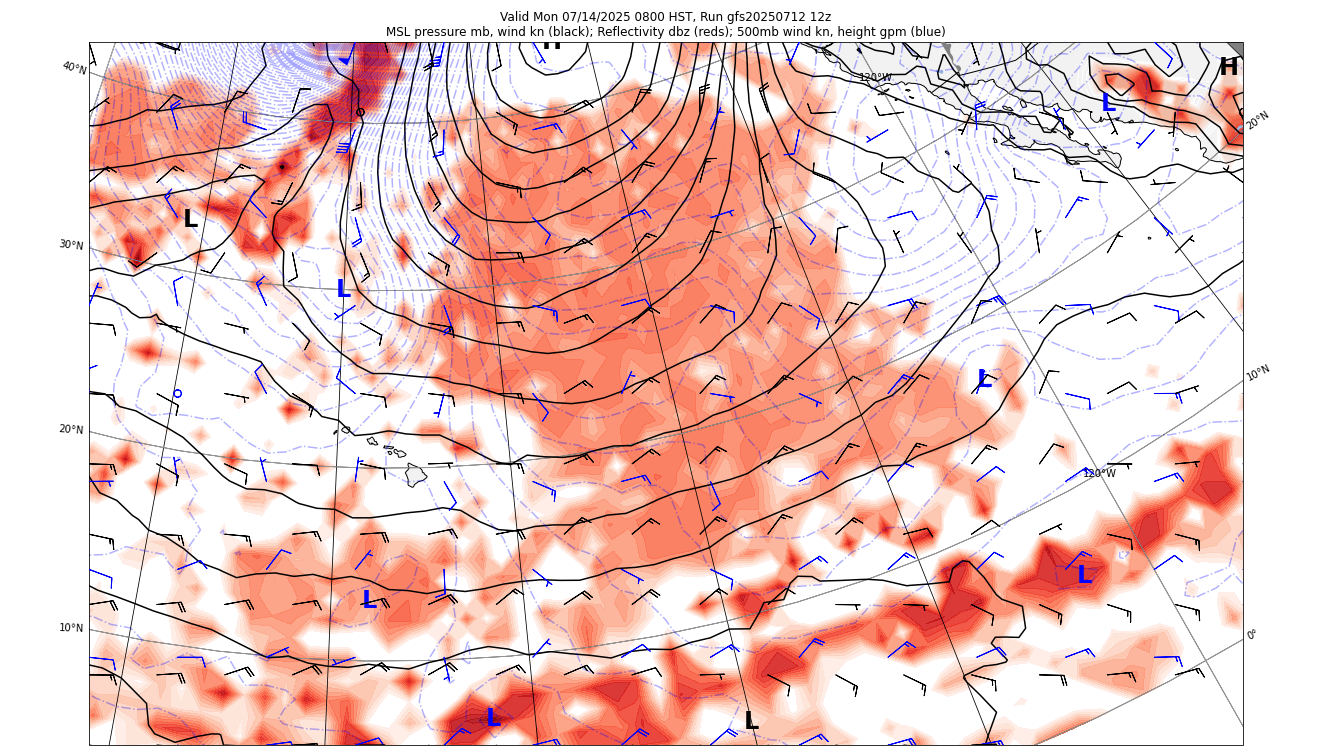 Valid Mon 07/14/2025 0800 HST, Run gfs20250712 12z
MSL pressure mb, wind kn (black); Reflectivity dbz (reds); 500mb wind kn, height gpm (blue)
H
40°N
120°W
H
L
20°N
L
30°N
L
L
10°N
20°N
120°W
L
L
10°N
0°
L
L